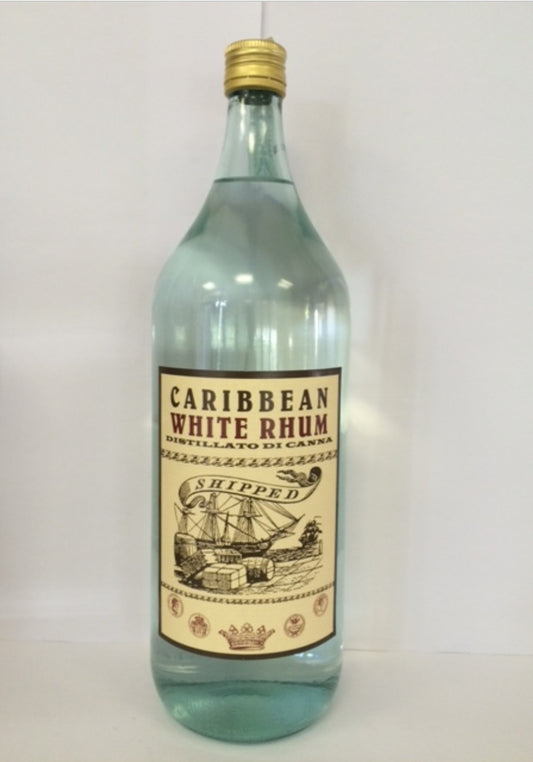 CARIBBEAN
WHITE RHUM
DISTILLATO DI CANNA
SHIPPED